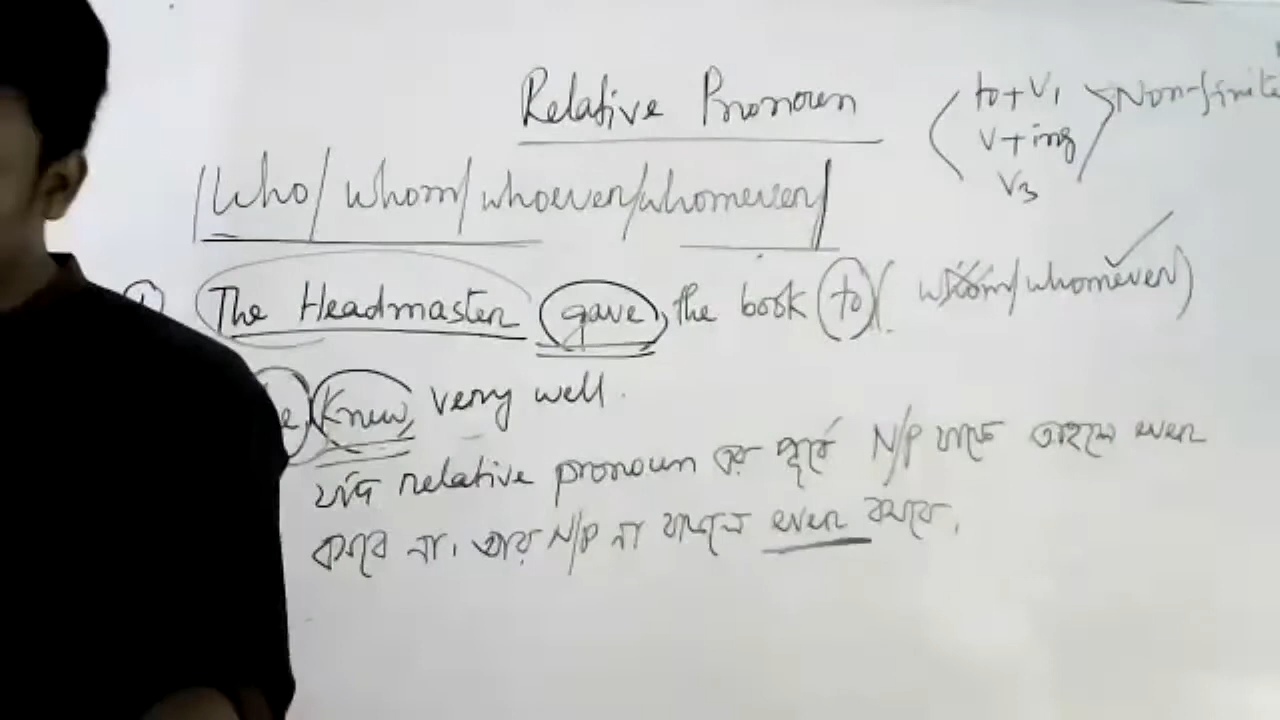 Relative Pronoun
to+V1
V+ing
V3
Non-finite
|Who/ whom/ whoever/whomever/
The Headmaster gave the book to ( whom/whomever)
Knew very well.
যদি relative pronoun এর পূর্বে N/P থাকে তাহলে ever
বসবে না। আর N/P না থাকলে ever বসবে।